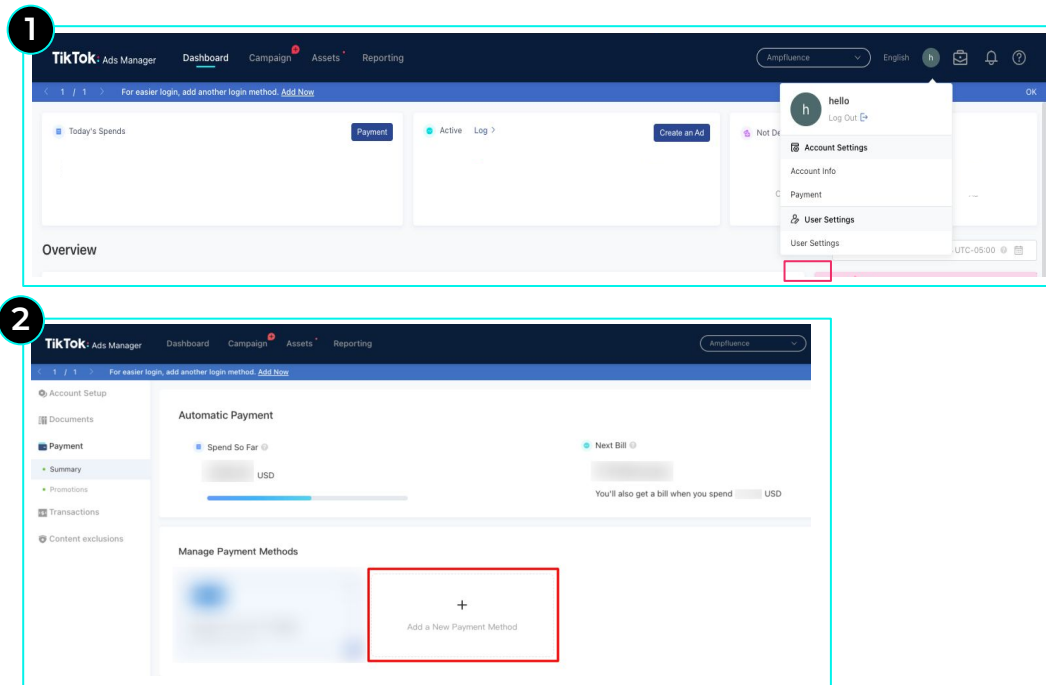 1
TikTok: Ads Manager Dashboard Campaign Assets Reporting Ampfluence English h
< 1 / 1 > For easier login, add another login method. Add Now OK
h hello
Log Out
Today's Spends Payment Active Log > Create an Ad Not De
Account Settings
Account Info
Payment
User Settings
User Settings
Overview UTC-05:00
2
TikTok: Ads Manager Dashboard Campaign Assets Reporting Ampfluence
< 1 / 1 > For easier login, add another login method. Add Now
Account Setup
Documents
Payment
Summary
Promotions
Transactions
Content exclusions
Automatic Payment
Spend So Far
USD
Next Bill
You'll also get a bill when you spend USD
Manage Payment Methods
+
Add a New Payment Method